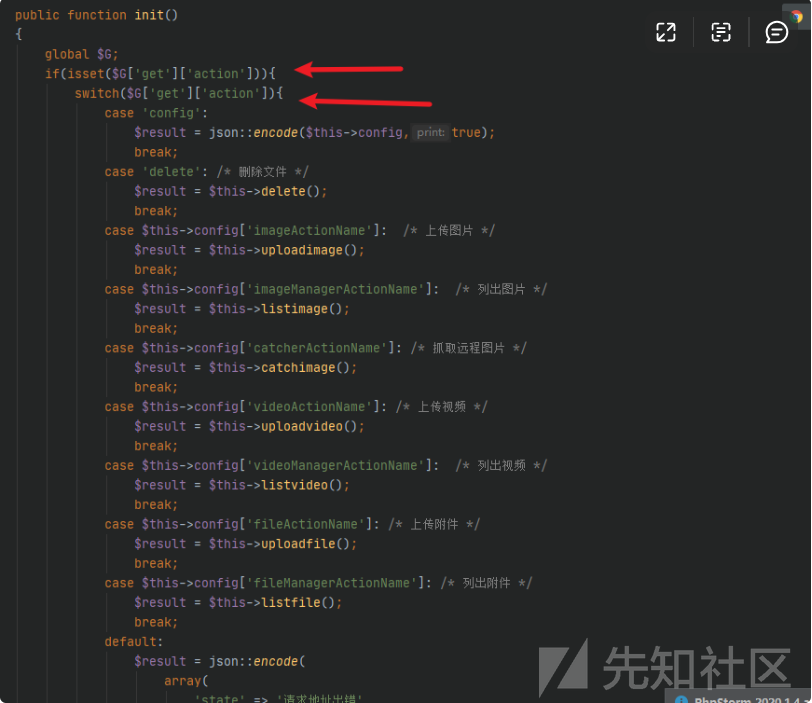 public function init()
{
global $G;
if(isset($G['get']['action'])){
switch($G['get']['action']){
case 'config':
$result = json::encode($this->config, print: true);
break;
case 'delete': /* 删除文件 */
$result = $this->delete();
break;
case $this->config['imageActionName']: /* 上传图片 */
$result = $this->uploadimage();
break;
case $this->config['imageManagerActionName']: /* 列出图片 */
$result = $this->listimage();
break;
case $this->config['catcherActionName']: /* 抓取远程图片 */
$result = $this->catchimage();
break;
case $this->config['videoActionName']: /* 上传视频 */
$result = $this->uploadvideo();
break;
case $this->config['videoManagerActionName']: /* 列出视频 */
$result = $this->listvideo();
break;
case $this->config['fileActionName']: /* 上传附件 */
$result = $this->uploadfile();
break;
case $this->config['fileManagerActionName']: /* 列出附件 */
$result = $this->listfile();
break;
default:
$result = json::encode(
array(
'state' => '请求地址出错'
先知社区
PhpStorm 2020.1.4